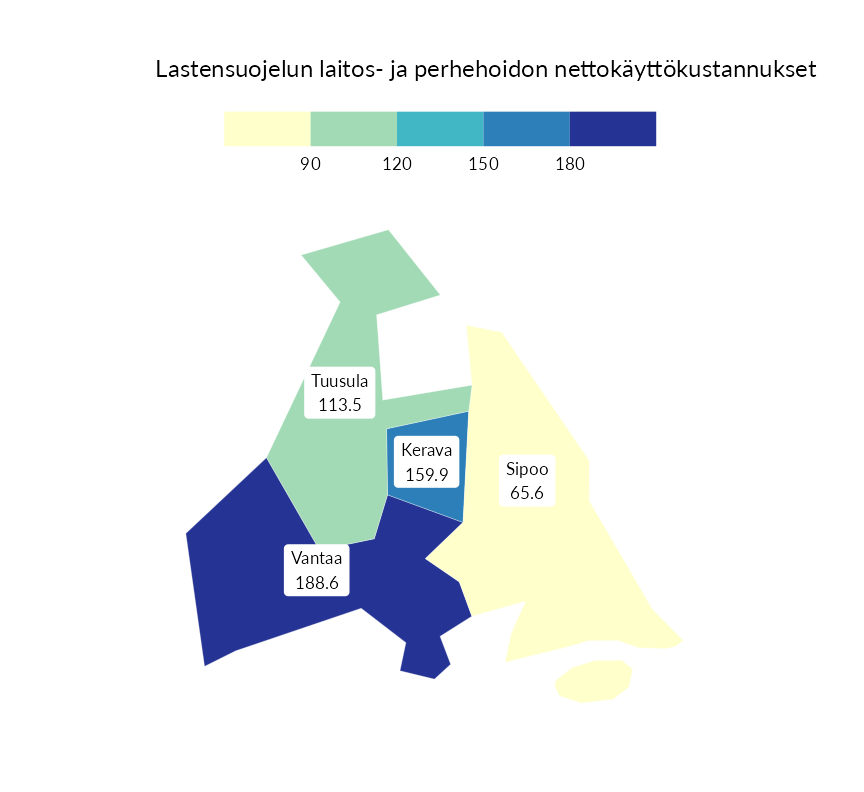 Lastensuojelun laitos- ja perhehoidon nettokäyttökustannukset
90 120 150 180
Tuusula
113.5
Kerava
159.9
Sipoo
65.6
Vantaa
188.6